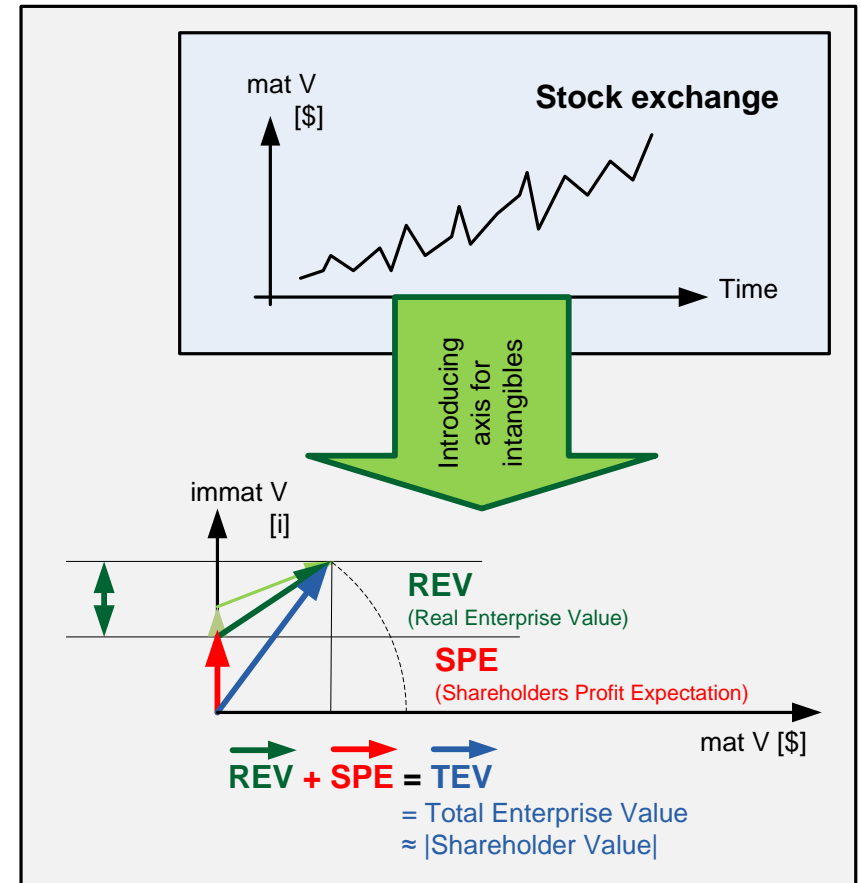 mat V
[$]
Stock exchange
Time
Introducing
axis for
intangibles
immat V
[i]
REV
(Real Enterprise Value)
SPE
(Shareholders Profit Expectation)
mat V [$]
REV + SPE = TEV
= Total Enterprise Value
≈ |Shareholder Value|